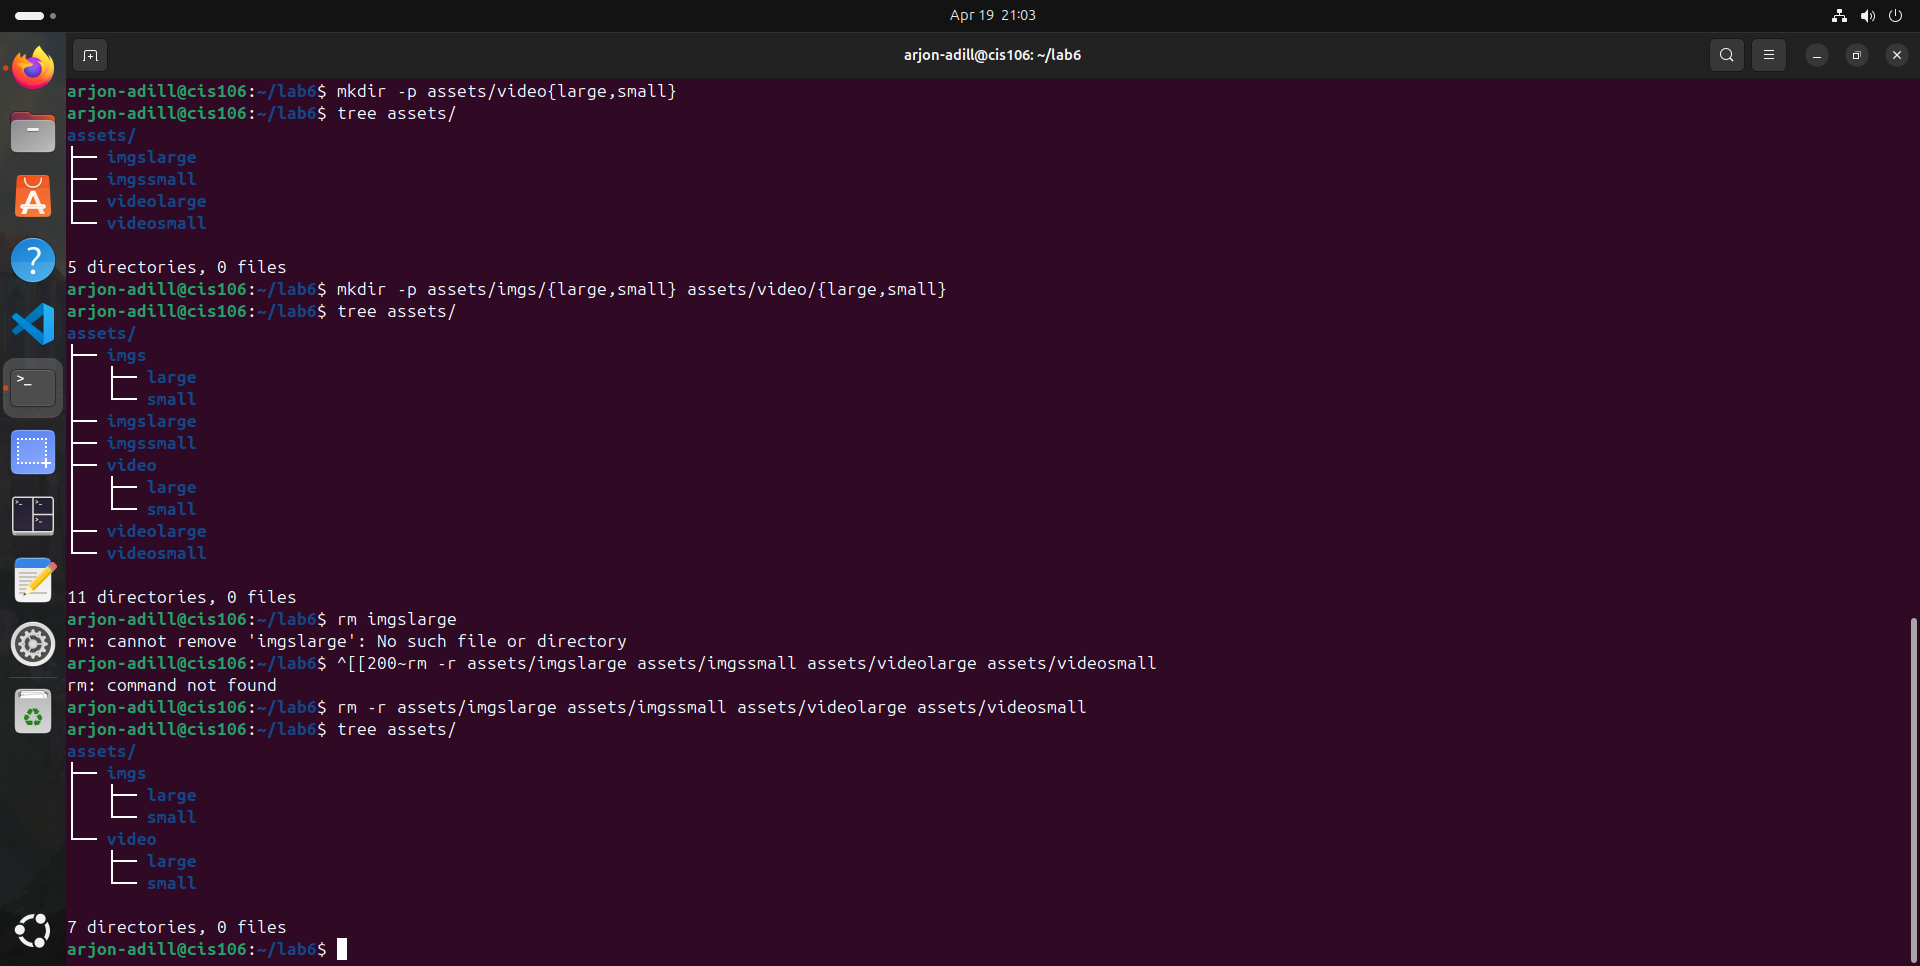 Apr 19 21:03
arjon-adill@cis106: ~/lab6
arjon-adill@cis106:~/lab6$ mkdir -p assets/video{large,small}
arjon-adill@cis106:~/lab6$ tree assets/
assets/
├── imgslarge
├── imgssmall
├── videolarge
└── videosmall
5 directories, 0 files
arjon-adill@cis106:~/lab6$ mkdir -p assets/imgs/{large,small} assets/video/{large,small}
arjon-adill@cis106:~/lab6$ tree assets/
assets/
├── imgs
│   ├── large
│   └── small
├── imgslarge
├── imgssmall
├── video
│   ├── large
│   └── small
├── videolarge
└── videosmall
11 directories, 0 files
arjon-adill@cis106:~/lab6$ rm imgslarge
rm: cannot remove 'imgslarge': No such file or directory
arjon-adill@cis106:~/lab6$ ^[[200~rm -r assets/imgslarge assets/imgssmall assets/videolarge assets/videosmall
rm: command not found
arjon-adill@cis106:~/lab6$ rm -r assets/imgslarge assets/imgssmall assets/videolarge assets/videosmall
arjon-adill@cis106:~/lab6$ tree assets/
assets/
├── imgs
│   ├── large
│   └── small
└── video
    ├── large
    └── small
7 directories, 0 files
arjon-adill@cis106:~/lab6$